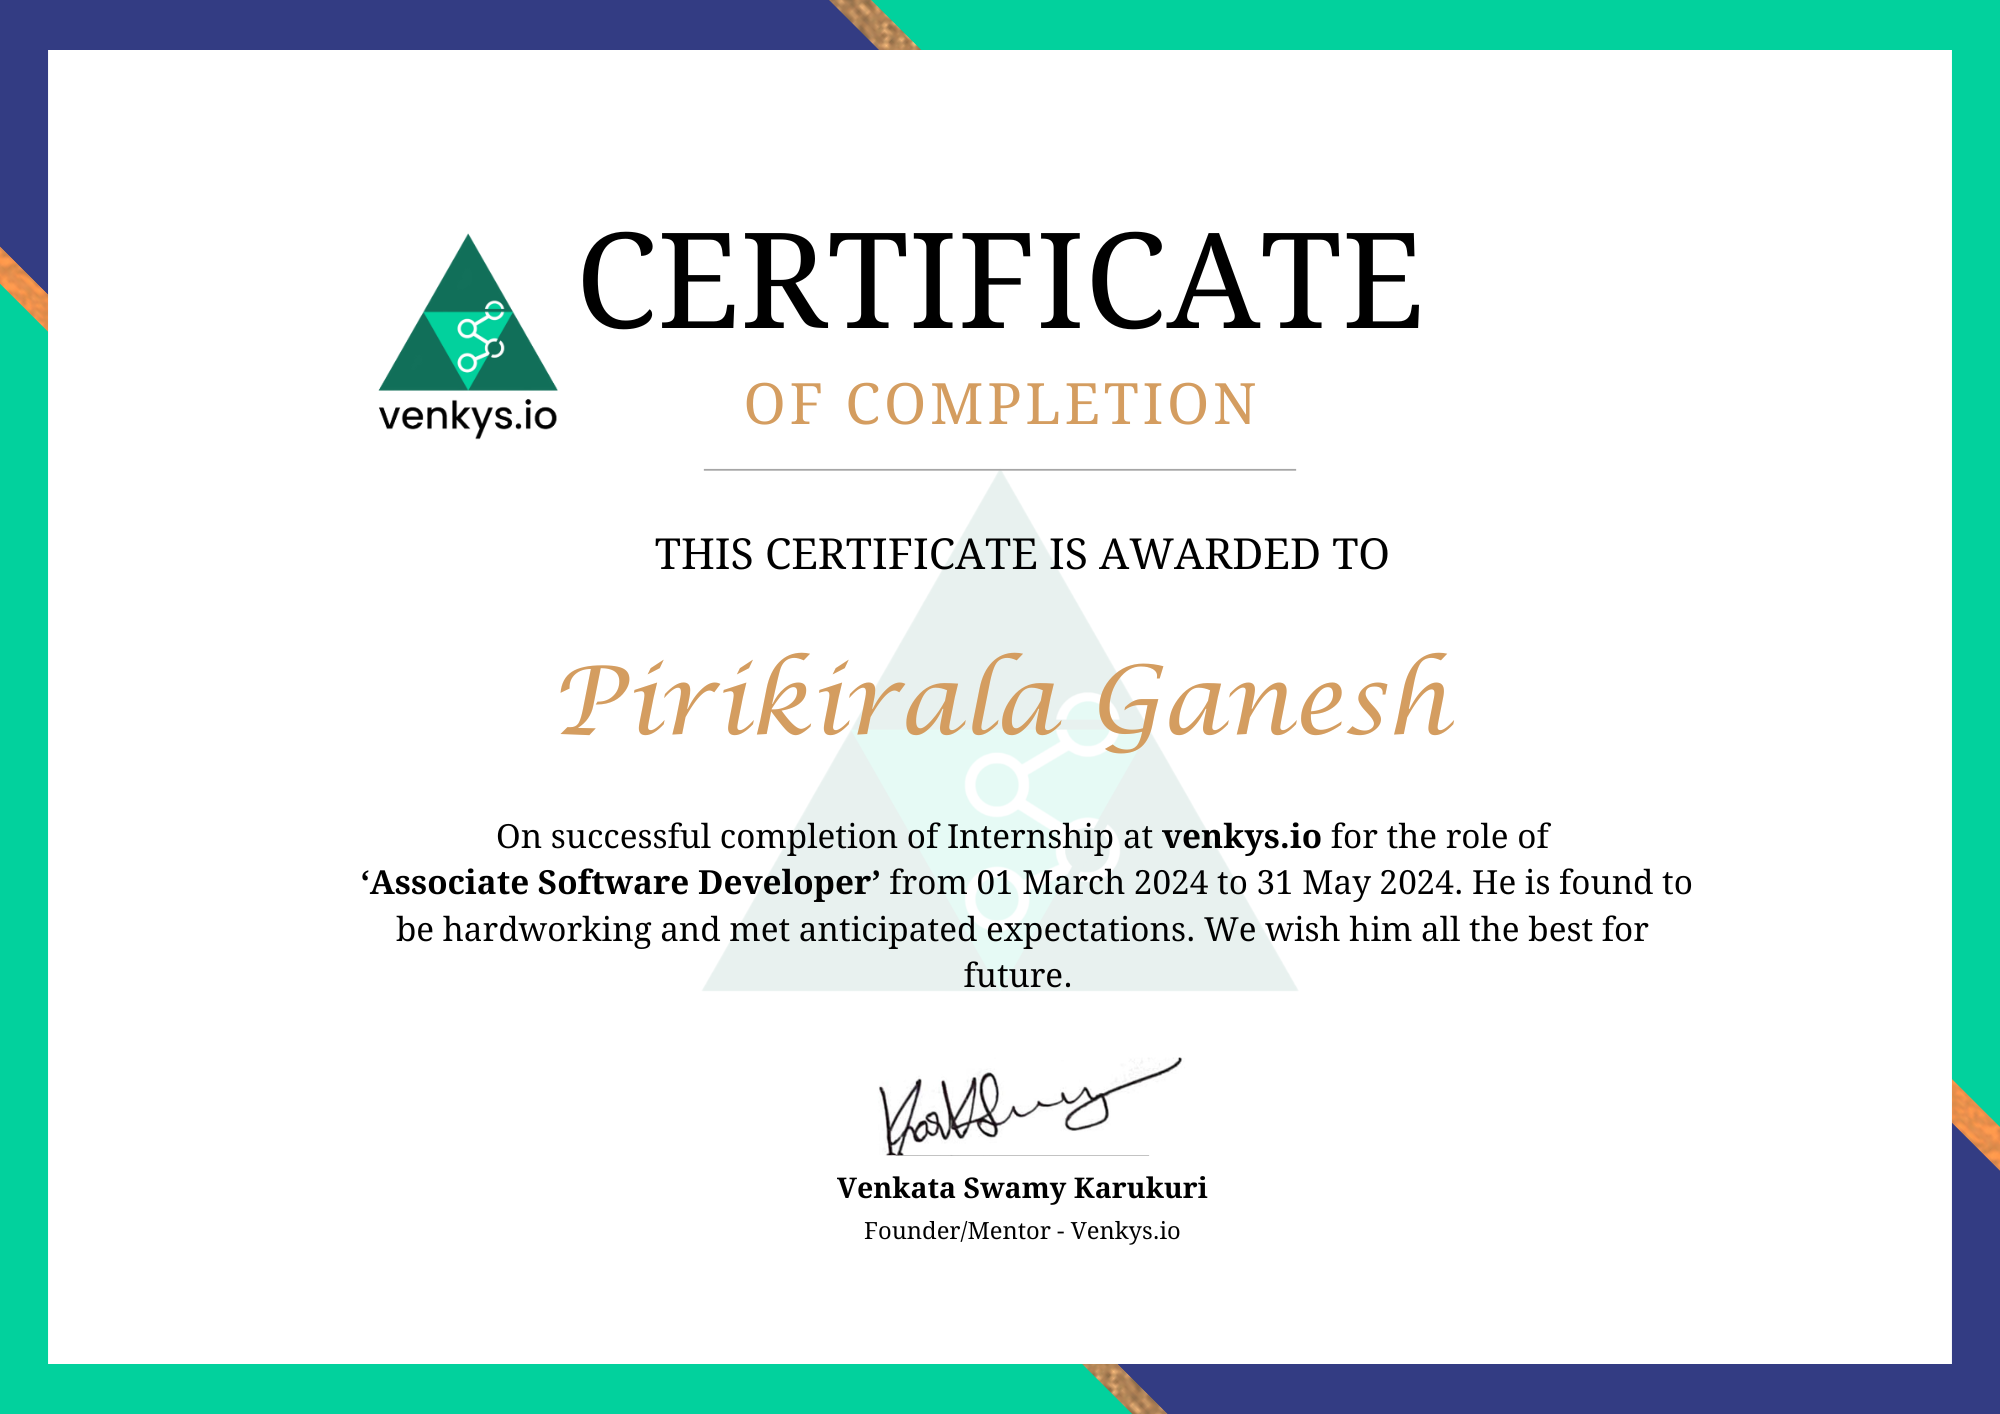 CERTIFICATE
venkys.io
OF COMPLETION
THIS CERTIFICATE IS AWARDED TO
Pirikirala Ganesh
On successful completion of Internship at venkys.io for the role of
‘Associate Software Developer’ from 01 March 2024 to 31 May 2024. He is found to
be hardworking and met anticipated expectations. We wish him all the best for
future.
Venkata Swamy Karukuri
Founder/Mentor - Venkys.io